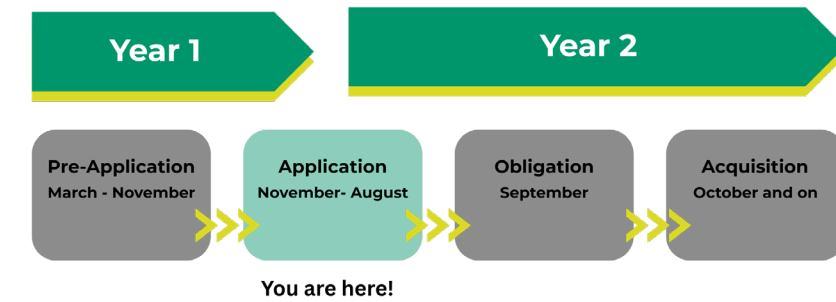 Year 1
Year 2
Pre-Application
March - November
Application
November- August
Obligation
September
Acquisition
October and on
You are here!